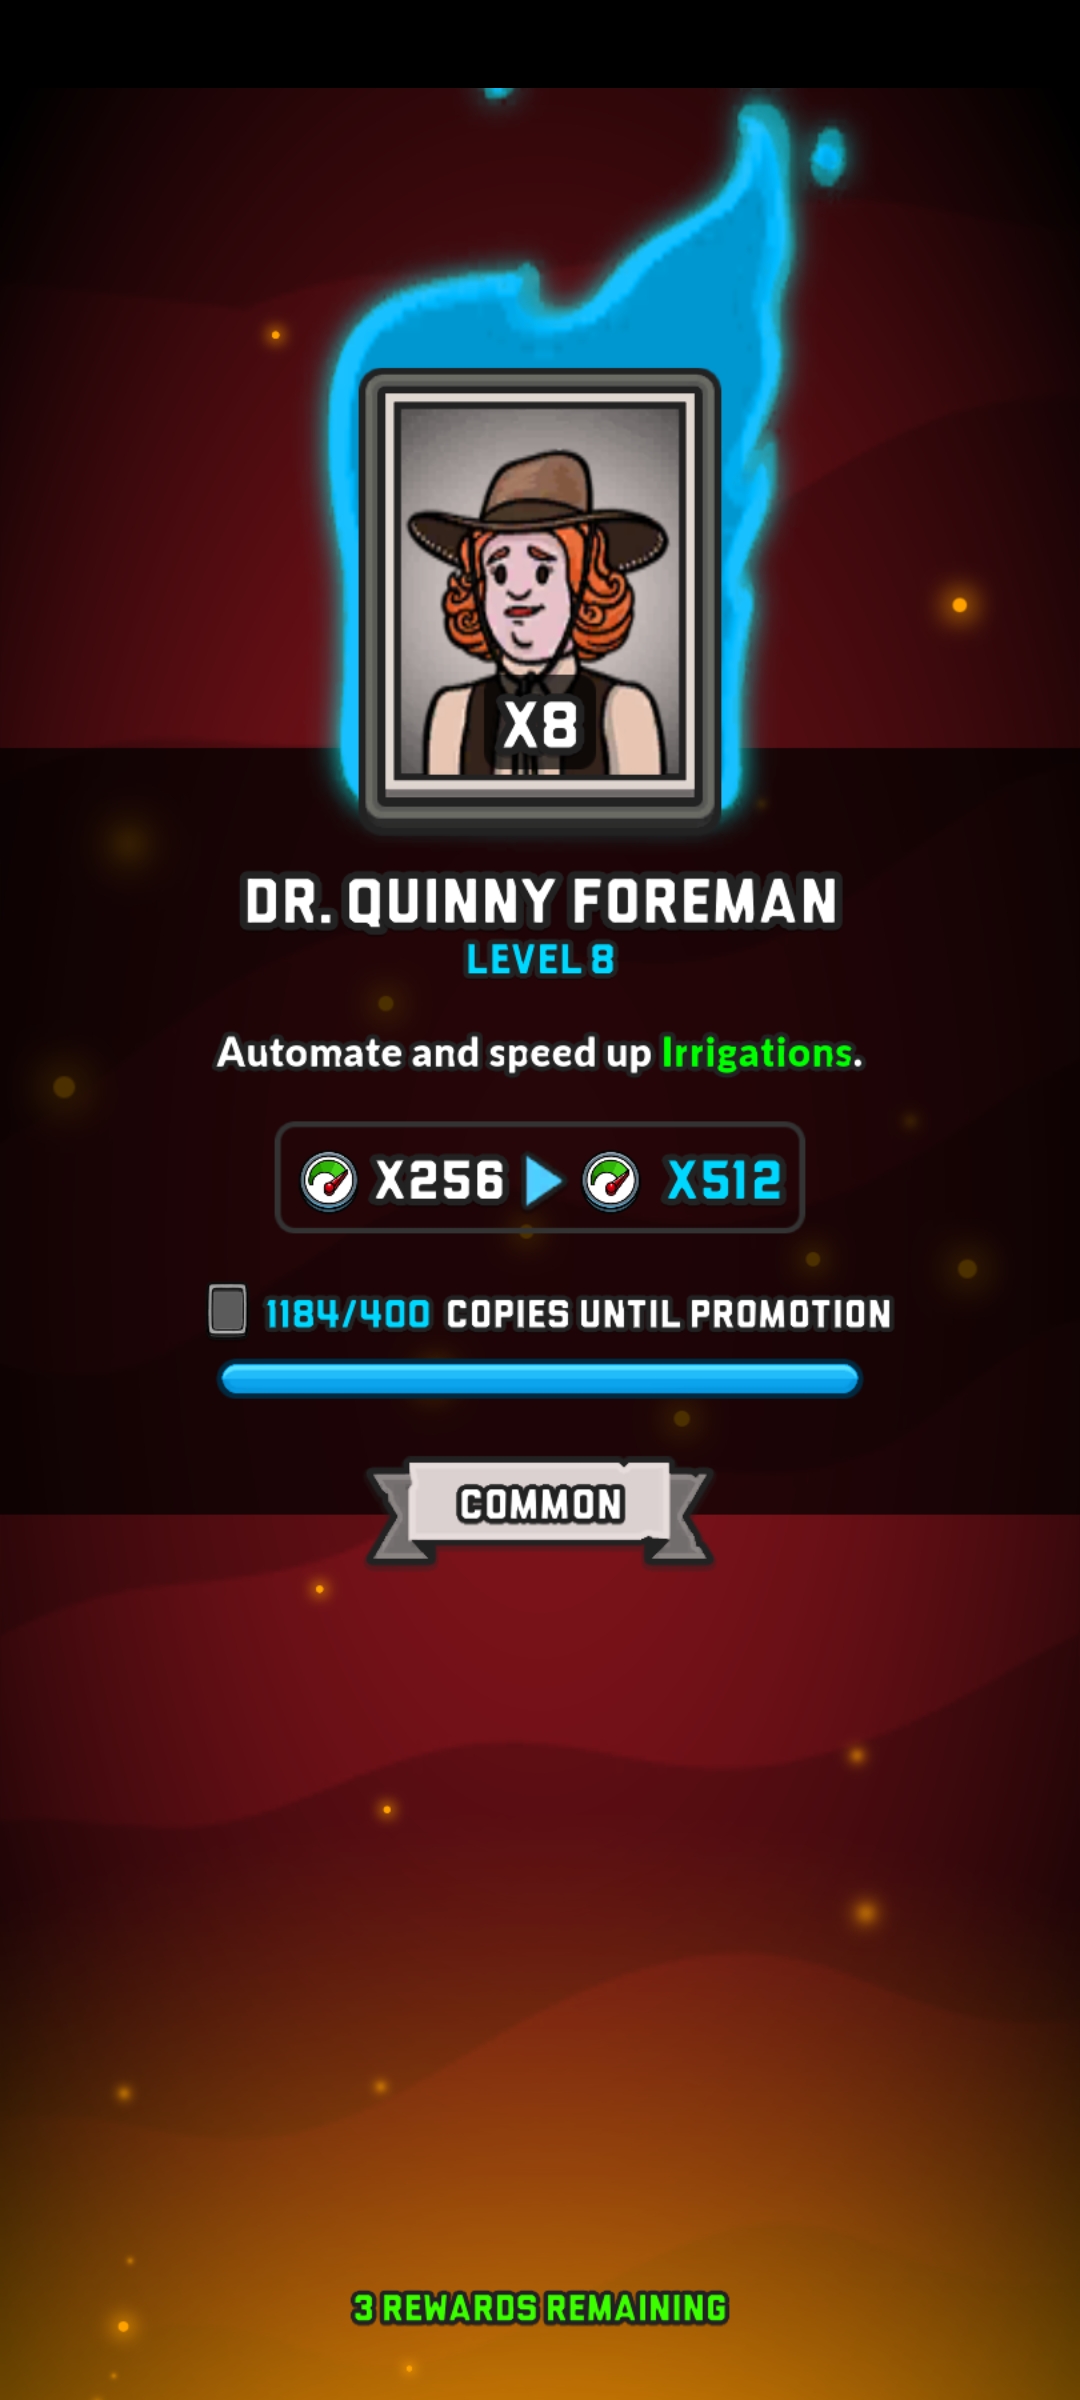 X8
DR. QUINNY FOREMAN
LEVEL 8
Automate and speed up Irrigations.
X256 X512
1184/400 COPIES UNTIL PROMOTION
COMMON
3 REWARDS REMAINING